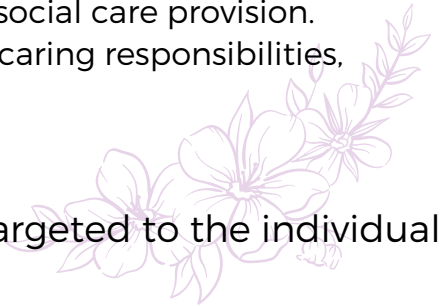 social care provision.
caring responsibilities,
argeted to the individual